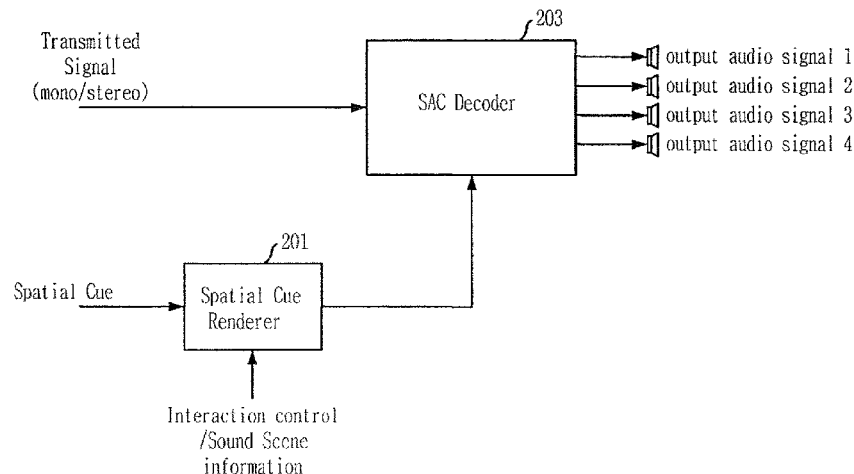 203
Transmitted
Signal
(mono/stereo)
SAC Decoder
output audio signal 1
output audio signal 2
output audio signal 3
output audio signal 4
201
Spatial Cue
Spatial Cue
Renderer
Interaction control
/Sound Scene
information